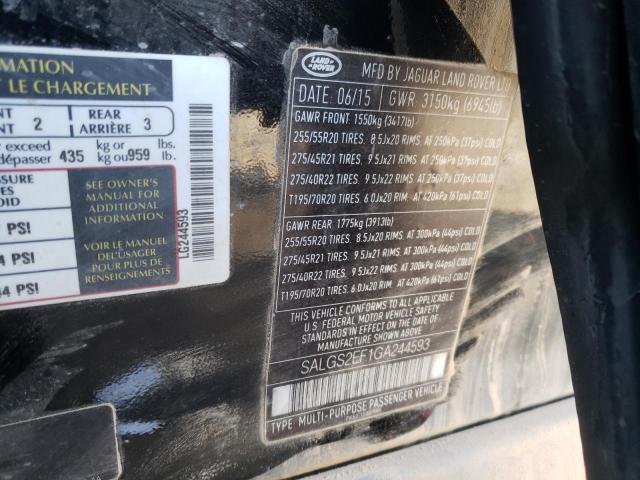 RMATION
LE CHARGEMENT
NT 2 REAR 3
NT ARRIÈRE
exceed 435 kg or 959 lbs.
dépasser kg ou lb.
SSURE
ES
OID
PSI
4 PSI
44 PSI
SEE OWNER'S
MANUAL FOR
ADDITIONAL
INFORMATION
VOIR LE MANUEL
DE L'USAGER
POUR PLUS DE
RENSEIGNEMENTS
LG244593
LAND
ROVER
MFD BY JAGUAR LAND ROVER LTD
DATE: 06/15 GWR 3150kg (6945lb)
GAWR FRONT: 1550kg (3417lb)
255/55R20 TIRES. 8.5Jx20 RIMS. AT 250kPa (37psi) COLD
275/45R21 TIRES. 9.5Jx21 RIMS. AT 250kPa (37psi) COLD
275/40R22 TIRES. 9.5Jx22 RIMS. AT 250kPa (37psi) COLD
T195/70R20 TIRES. 6.0Jx20 RIM. AT 420kPa (61psi) COLD
GAWR REAR: 1775kg (3913lb)
255/55R20 TIRES. 8.5Jx20 RIMS. AT 300kPa (44psi) COLD
275/45R21 TIRES. 9.5Jx21 RIMS. AT 300kPa (44psi) COLD
275/40R22 TIRES. 9.5Jx22 RIMS. AT 300kPa (44psi) COLD
T195/70R20 TIRES. 6.0Jx20 RIM. AT 420kPa (61psi) COLD
THIS VEHICLE CONFORMS TO ALL APPLICABLE
U.S. FEDERAL MOTOR VEHICLE SAFETY STANDARDS
IN EFFECT ON THE DATE OF MANUFACTURE SHOWN ABOVE
SALGS2EF1GA244593
TYPE: MULTI-PURPOSE PASSENGER VEHICLE